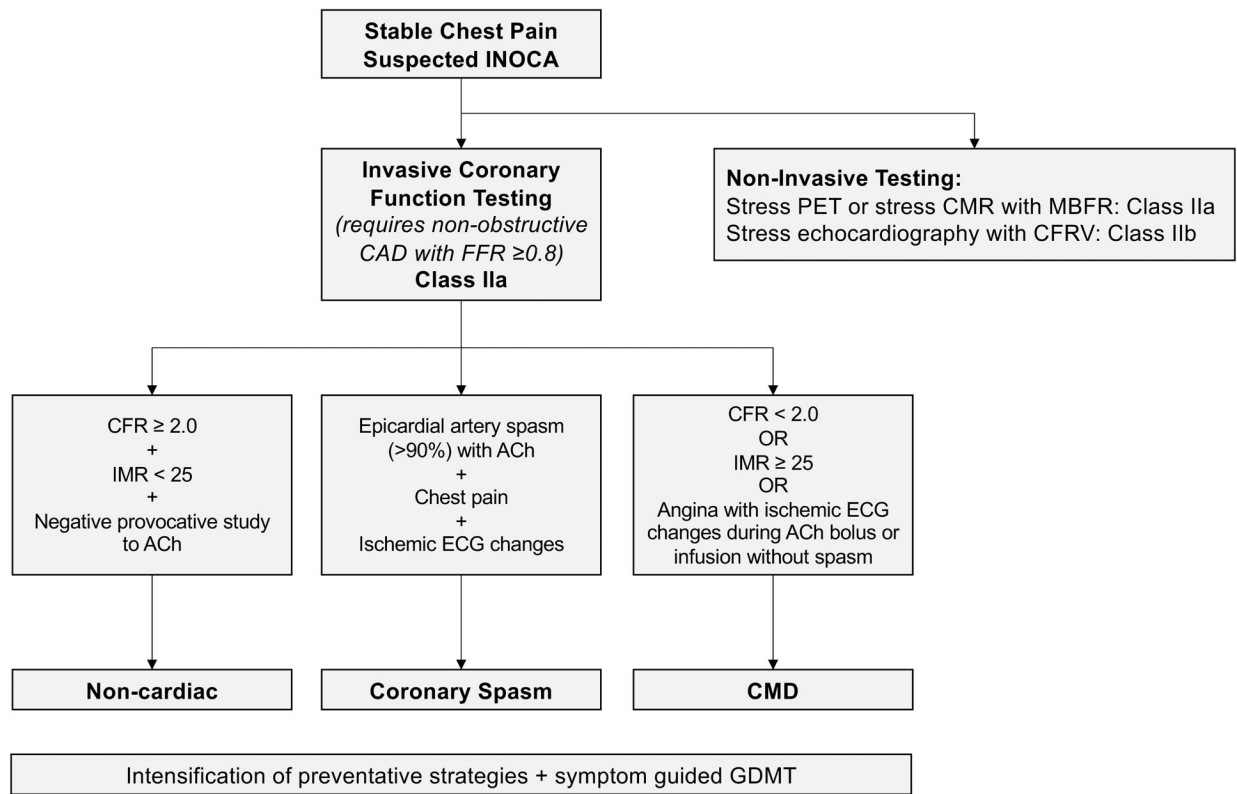 Stable Chest Pain
Suspected INOCA
Invasive Coronary
Function Testing
(requires non-obstructive
CAD with FFR ≥0.8)
Class IIa
Non-Invasive Testing:
Stress PET or stress CMR with MBFR: Class IIa
Stress echocardiography with CFRV: Class IIb
CFR ≥ 2.0
+
IMR < 25
+
Negative provocative study
to ACh
Epicardial artery spasm
(>90%) with ACh
+
Chest pain
+
Ischemic ECG changes
CFR < 2.0
OR
IMR ≥ 25
OR
Angina with ischemic ECG
changes during ACh bolus or
infusion without spasm
Non-cardiac
Coronary Spasm
CMD
Intensification of preventative strategies + symptom guided GDMT